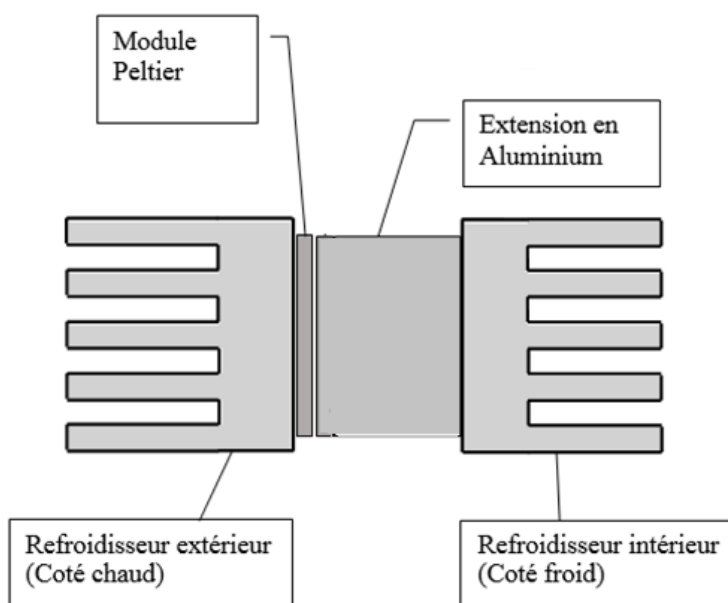 Module
Peltier
Extension en
Aluminium
Refroidisseur extérieur
(Coté chaud)
Refroidisseur intérieur
(Coté froid)